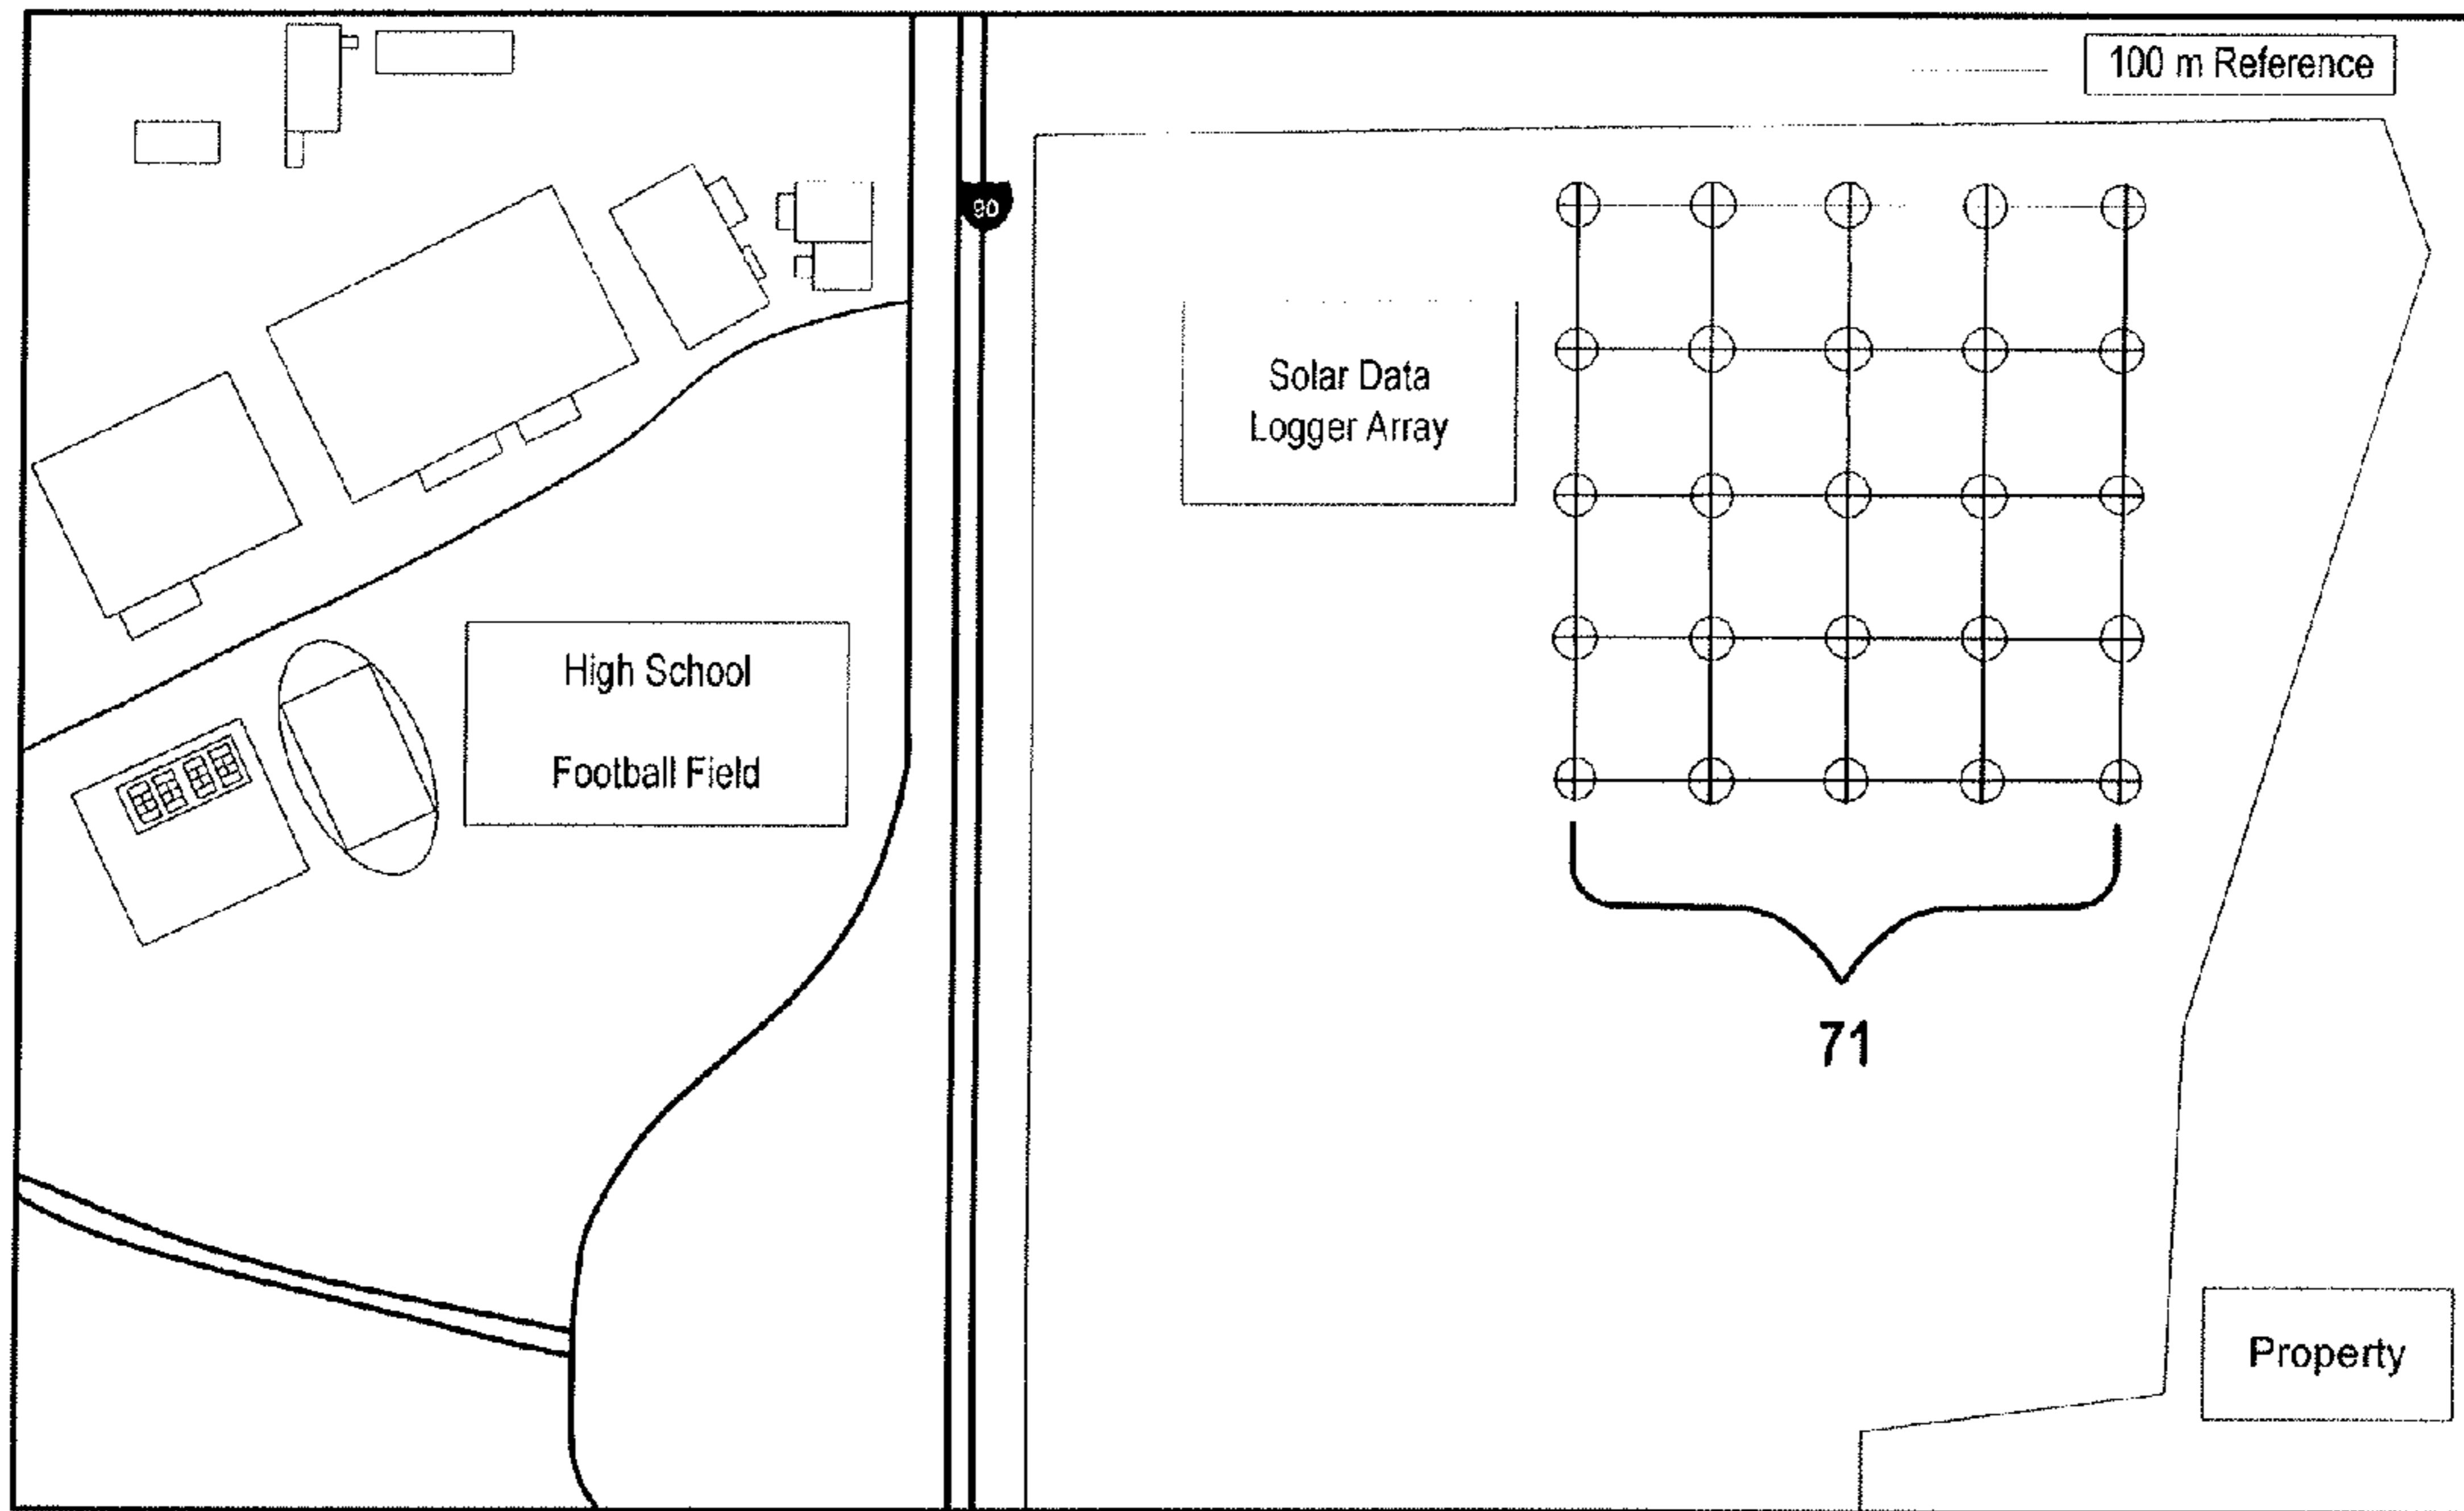 100 m Reference
90
Solar Data
Logger Array
High School
Football Field
71
Property